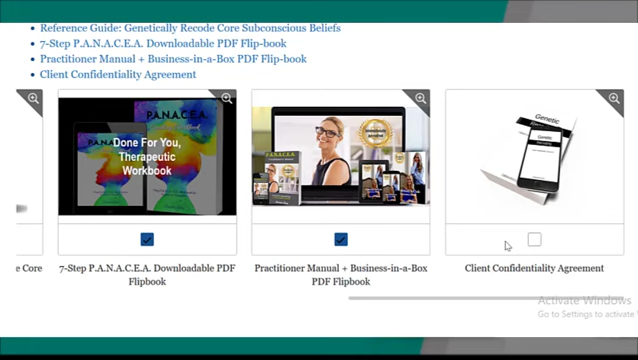 Reference Guide: Genetically Recode Core Subconscious Beliefs
7-Step P.A.N.A.C.E.A. Downloadable PDF Flip-book
Practitioner Manual + Business-in-a-Box PDF Flip-book
Client Confidentiality Agreement
P.A.N.A.C.E.A.
Done For You,
Therapeutic
Workbook
Genetic
Genetic
e Core
7-Step P.A.N.A.C.E.A. Downloadable PDF
Flipbook
Practitioner Manual + Business-in-a-Box
PDF Flipbook
Client Confidentiality Agreement
Activate Windows
Go to Settings to activate